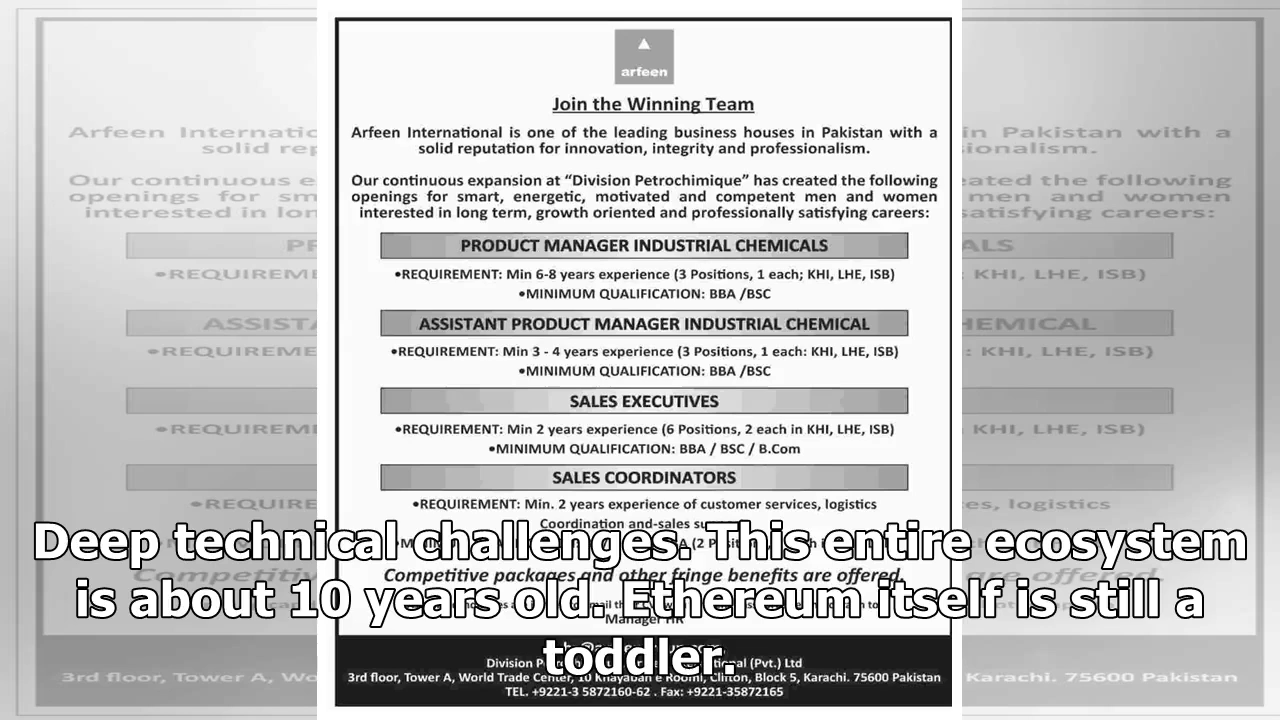 arfeen
Join the Winning Team
Arfeen International is one of the leading business houses in Pakistan with a
solid reputation for innovation, integrity and professionalism.
Our continuous expansion at “Division Petrochimique” has created the following
openings for smart, energetic, motivated and competent men and women
interested in long term, growth oriented and professionally satisfying careers:
PRODUCT MANAGER INDUSTRIAL CHEMICALS
•REQUIREMENT: Min 6-8 years experience (3 Positions, 1 each; KHI, LHE, ISB)
•MINIMUM QUALIFICATION: BBA /BSC
ASSISTANT PRODUCT MANAGER INDUSTRIAL CHEMICAL
•REQUIREMENT: Min 3 - 4 years experience (3 Positions, 1 each: KHI, LHE, ISB)
•MINIMUM QUALIFICATION: BBA /BSC
SALES EXECUTIVES
•REQUIREMENT: Min 2 years experience (6 Positions, 2 each in KHI, LHE, ISB)
•MINIMUM QUALIFICATION: BBA / BSC / B.Com
SALES COORDINATORS
•REQUIREMENT: Min. 2 years experience of customer services, logistics
Coordination and-sales
Competitive packages and other fringe benefits are offered.
Manager HR
Division
(Pvt.) Ltd
3rd floor, Tower A, World Trade Center, 10 Khayaban e Roomi, Clifton, Block 5, Karachi. 75600 Pakistan
TEL. +9221-3 5872160-62 . Fax: +9221-35872165
Deep technical challenges. This entire ecosystem
is about 10 years old. Ethereum itself is still a
toddler.